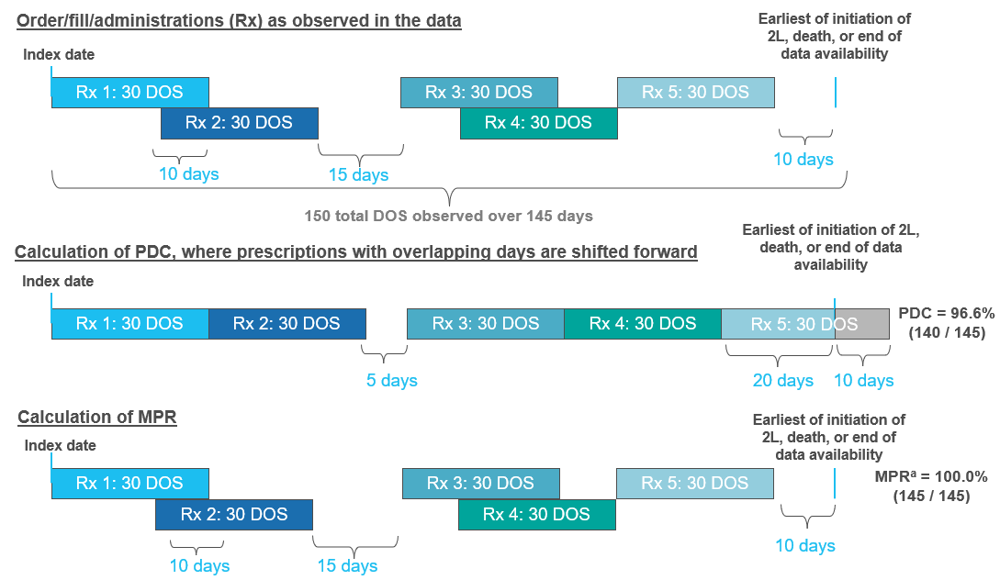 Order/fill/administrations (Rx) as observed in the data
Earliest of initiation of
2L, death, or end of
data availability
Index date
Rx 1: 30 DOS
Rx 3: 30 DOS
Rx 5: 30 DOS
Rx 2: 30 DOS
Rx 4: 30 DOS
10 days
15 days
10 days
150 total DOS observed over 145 days
Calculation of PDC, where prescriptions with overlapping days are shifted forward
Earliest of initiation of 2L,
death, or end of data
availability
Index date
Rx 1: 30 DOS
Rx 2: 30 DOS
Rx 3: 30 DOS
Rx 4: 30 DOS
Rx 5: 30 DOS
PDC = 96.6%
(140 / 145)
5 days
20 days
10 days
Calculation of MPR
Earliest of initiation of
2L, death, or end of
data availability
Index date
Rx 1: 30 DOS
Rx 3: 30 DOS
Rx 5: 30 DOS
MPRª = 100.0%
(145 / 145)
Rx 2: 30 DOS
Rx 4: 30 DOS
10 days
15 days
10 days